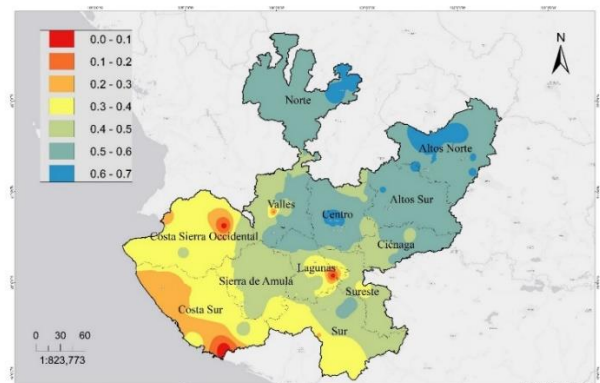 0.0 - 0.1
0.1 - 0.2
0.2 - 0.3
0.3 - 0.4
0.4 - 0.5
0.5 - 0.6
0.6 - 0.7
N
Norte
Altos Norte
Altos Sur
Valles
Centro
Ciénaga
Costa Sierra Occidental
Lagunas
Sierra de Amula
Sureste
Costa Sur
Sur
0 30 60
1:823,773